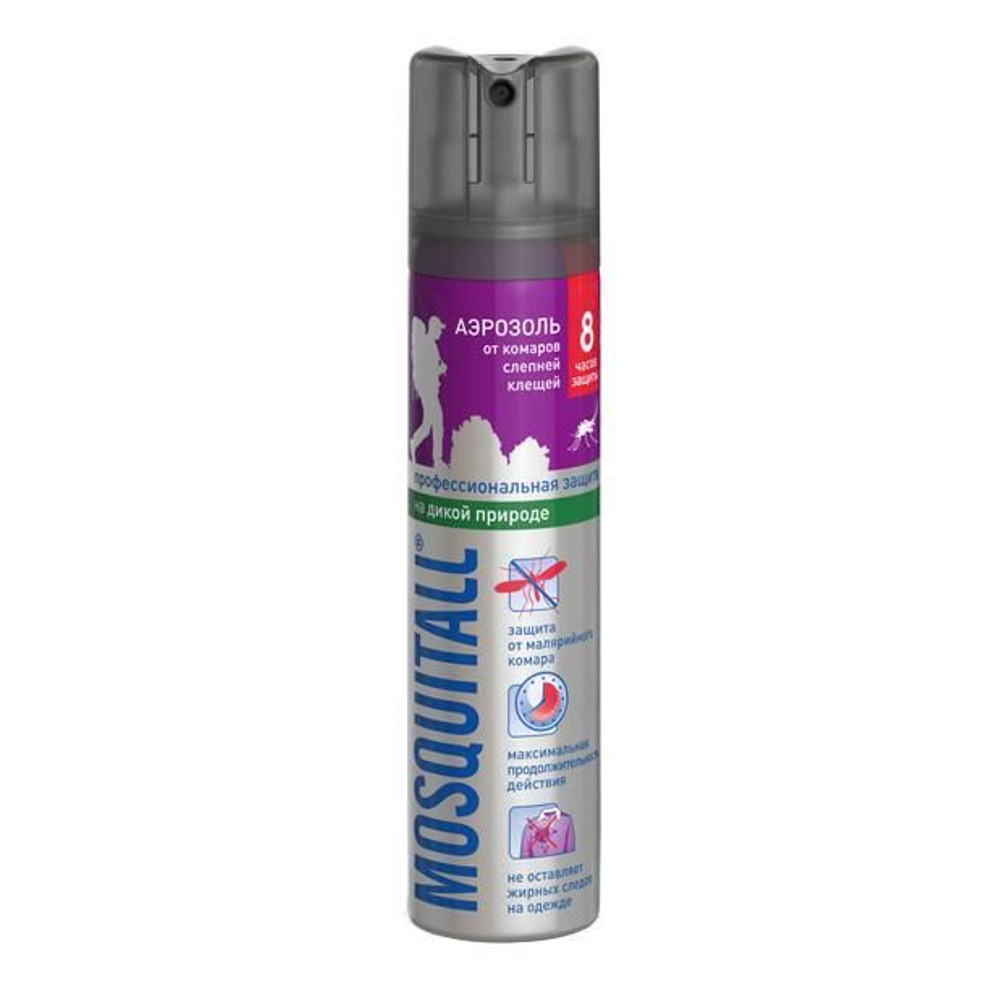 АЭРОЗОЛЬ
от комаров
слепней
клещей
8
часов
защиты
профессиональная защита
на дикой природе
MOSQUITALL®
защита
от малярийного
комара
максимальная
продолжительность
действия
не оставляет
жирных следов
на одежде